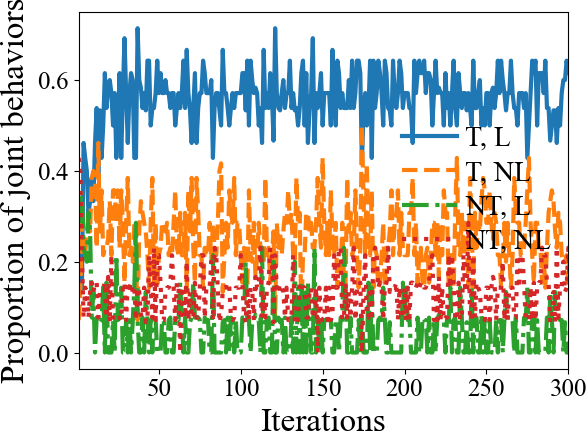 Proportion of joint behaviors
0.6
0.4
0.2
0.0
T, L
T, NL
NT, L
NT, NL
50
100
150
200
250
300
Iterations